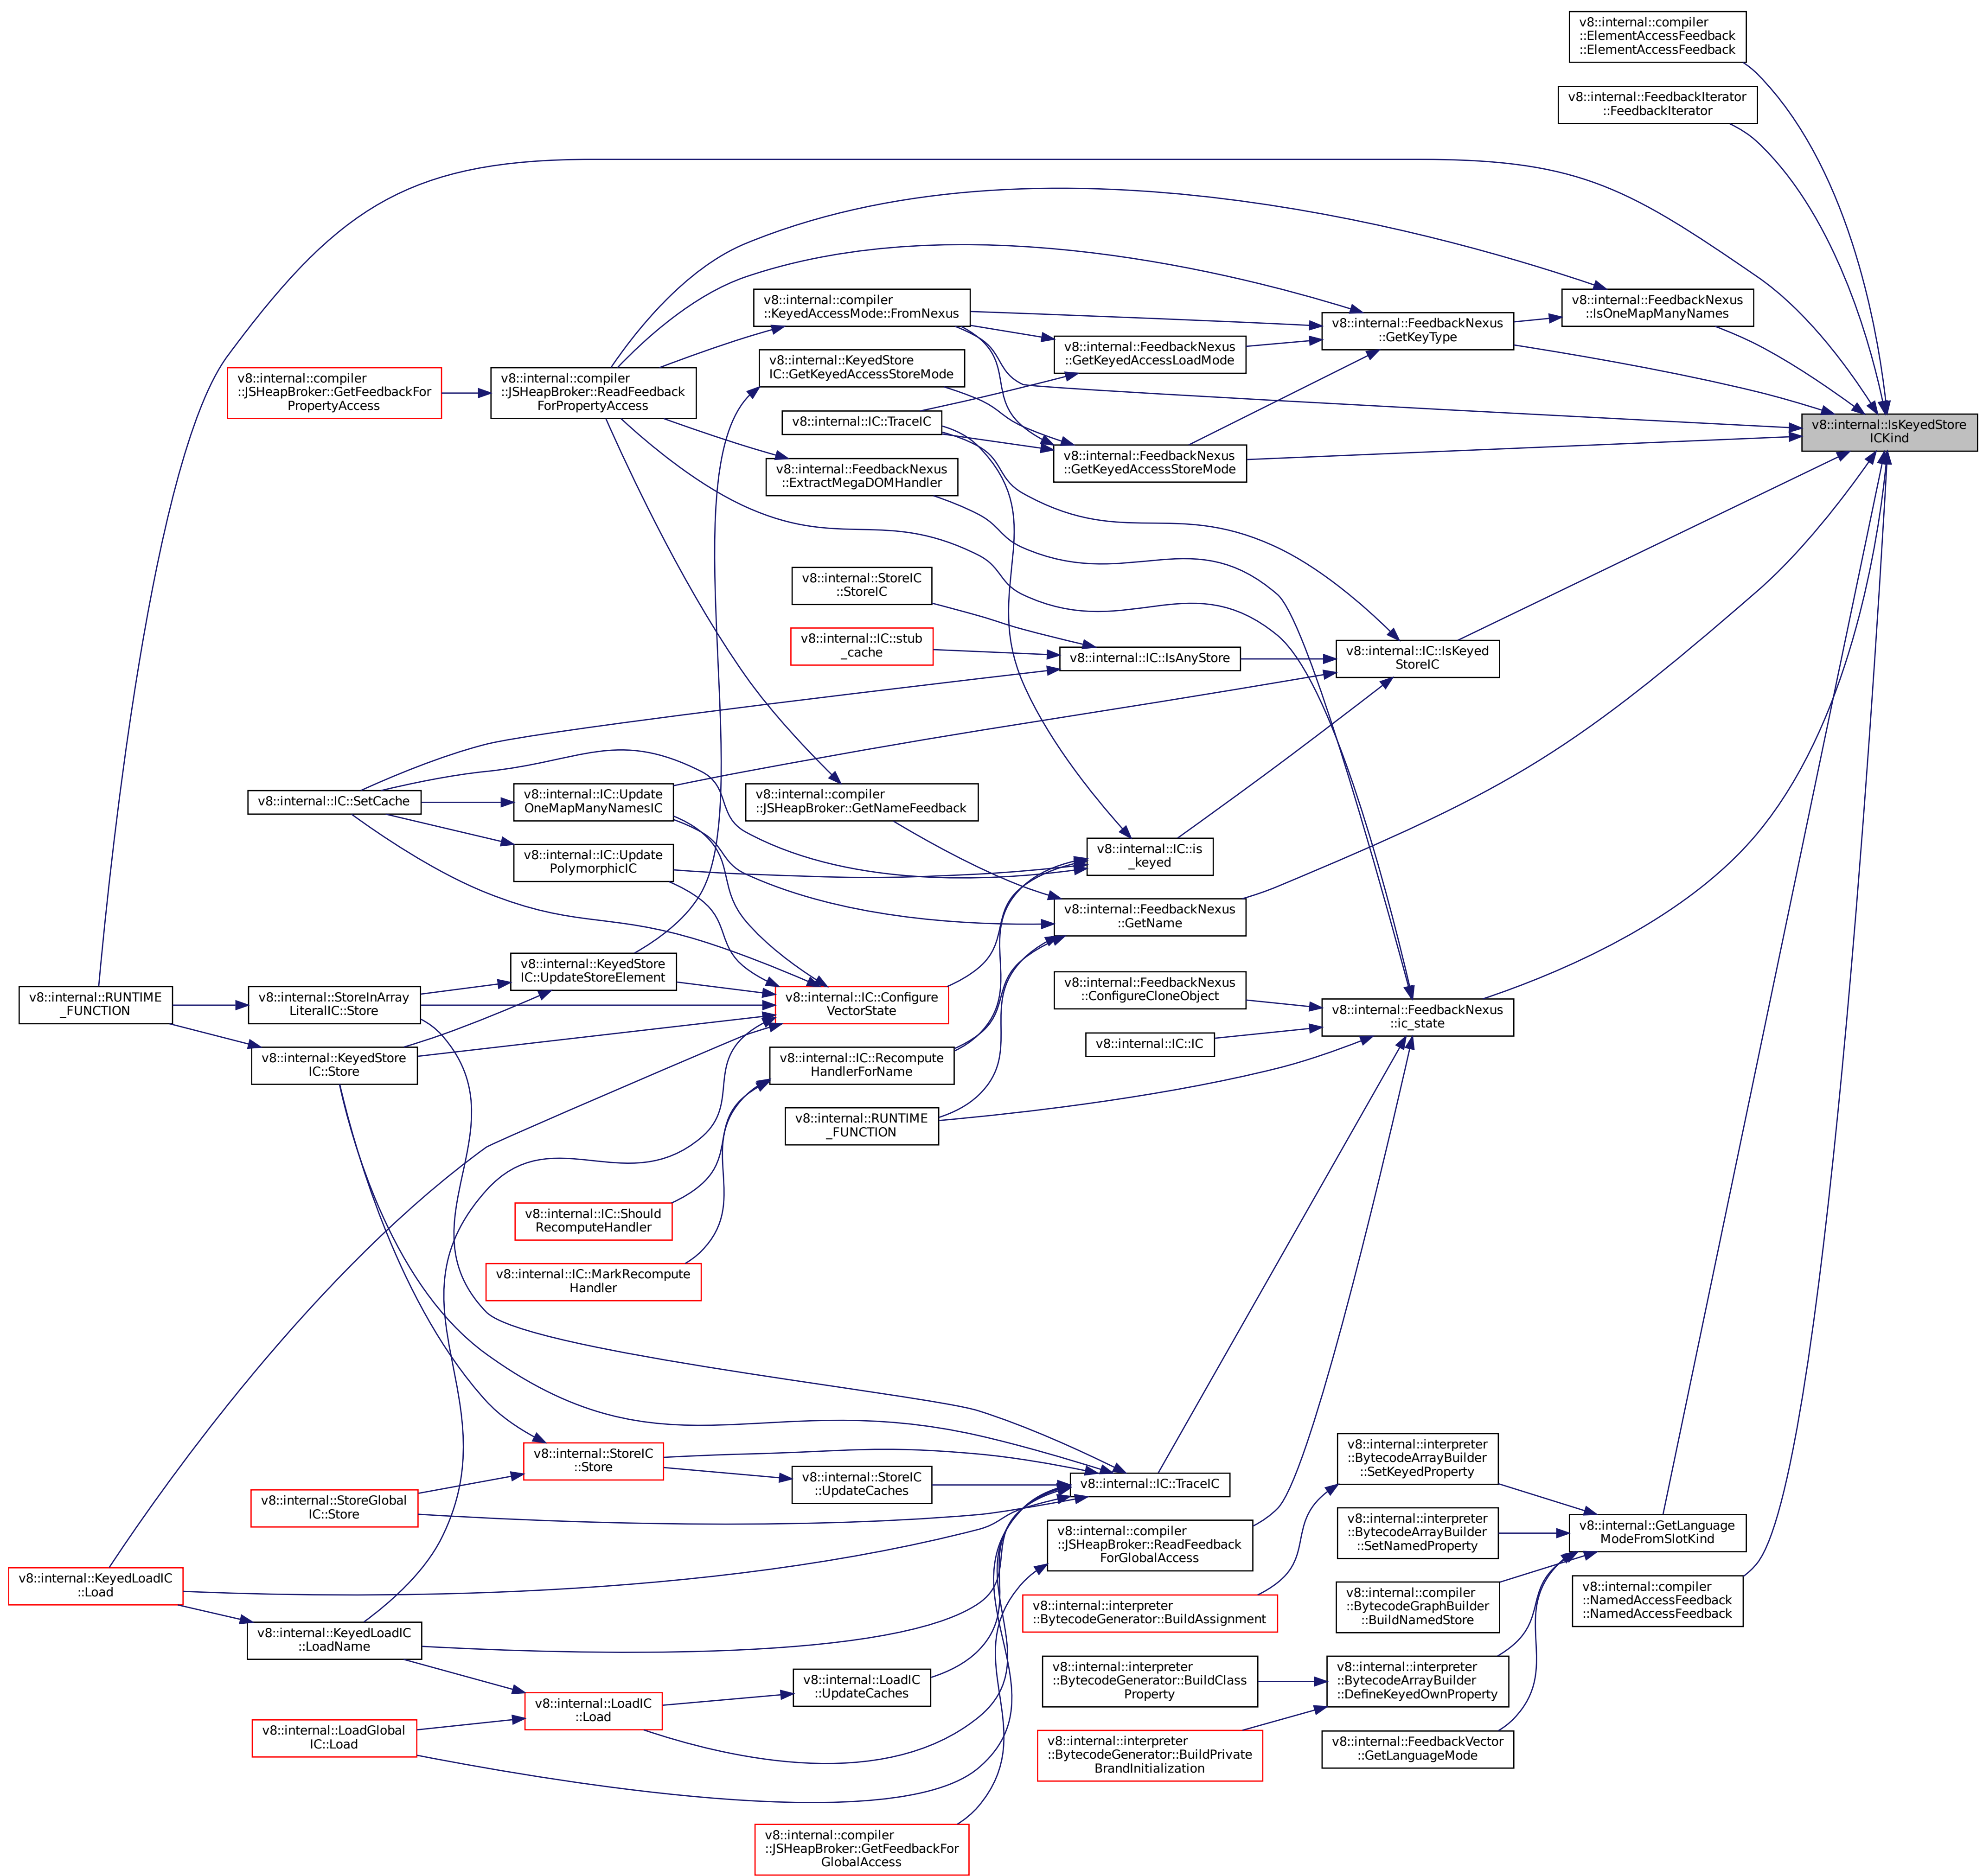 v8::internal::compiler
::ElementAccessFeedback
::ElementAccessFeedback
v8::internal::FeedbackIterator
::FeedbackIterator
v8::internal::FeedbackNexus
::IsOneMapManyNames
v8::internal::compiler
::KeyedAccessMode::FromNexus
v8::internal::FeedbackNexus
::GetKeyType
v8::internal::FeedbackNexus
::GetKeyedAccessLoadMode
v8::internal::KeyedStore
IC::GetKeyedAccessStoreMode
v8::internal::compiler
::JSHeapBroker::GetFeedbackFor
PropertyAccess
v8::internal::compiler
::JSHeapBroker::ReadFeedback
ForPropertyAccess
v8::internal::IC::TraceIC
v8::internal::IsKeyedStore
ICKind
v8::internal::FeedbackNexus
::GetKeyedAccessStoreMode
v8::internal::FeedbackNexus
::ExtractMegaDOMHandler
v8::internal::StoreIC
::StoreIC
v8::internal::IC::stub
_cache
v8::internal::IC::IsAnyStore
v8::internal::IC::IsKeyed
StoreIC
v8::internal::IC::SetCache
v8::internal::IC::Update
OneMapManyNamesIC
v8::internal::compiler
::JSHeapBroker::GetNameFeedback
v8::internal::IC::Update
PolymorphicIC
v8::internal::IC::is
_keyed
v8::internal::FeedbackNexus
::GetName
v8::internal::KeyedStore
IC::UpdateStoreElement
v8::internal::FeedbackNexus
::ConfigureCloneObject
v8::internal::RUNTIME
_FUNCTION
v8::internal::StoreInArray
LiteralIC::Store
v8::internal::IC::Configure
VectorState
v8::internal::FeedbackNexus
::ic_state
v8::internal::IC::IC
v8::internal::KeyedStore
IC::Store
v8::internal::IC::Recompute
HandlerForName
v8::internal::RUNTIME
_FUNCTION
v8::internal::IC::Should
RecomputeHandler
v8::internal::IC::MarkRecompute
Handler
v8::internal::interpreter
::BytecodeArrayBuilder
::SetKeyedProperty
v8::internal::StoreIC
::Store
v8::internal::StoreIC
::UpdateCaches
v8::internal::IC::TraceIC
v8::internal::StoreGlobal
IC::Store
v8::internal::interpreter
::BytecodeArrayBuilder
::SetNamedProperty
v8::internal::GetLanguage
ModeFromSlotKind
v8::internal::compiler
::JSHeapBroker::ReadFeedback
ForGlobalAccess
v8::internal::KeyedLoadIC
::Load
v8::internal::compiler
::BytecodeGraphBuilder
::BuildNamedStore
v8::internal::compiler
::NamedAccessFeedback
::NamedAccessFeedback
v8::internal::interpreter
::BytecodeGenerator::BuildAssignment
v8::internal::KeyedLoadIC
::LoadName
v8::internal::interpreter
::BytecodeGenerator::BuildClass
Property
v8::internal::interpreter
::BytecodeArrayBuilder
::DefineKeyedOwnProperty
v8::internal::LoadIC
::UpdateCaches
v8::internal::LoadIC
::Load
v8::internal::LoadGlobal
IC::Load
v8::internal::interpreter
::BytecodeGenerator::BuildPrivate
BrandInitialization
v8::internal::FeedbackVector
::GetLanguageMode
v8::internal::compiler
::JSHeapBroker::GetFeedbackFor
GlobalAccess